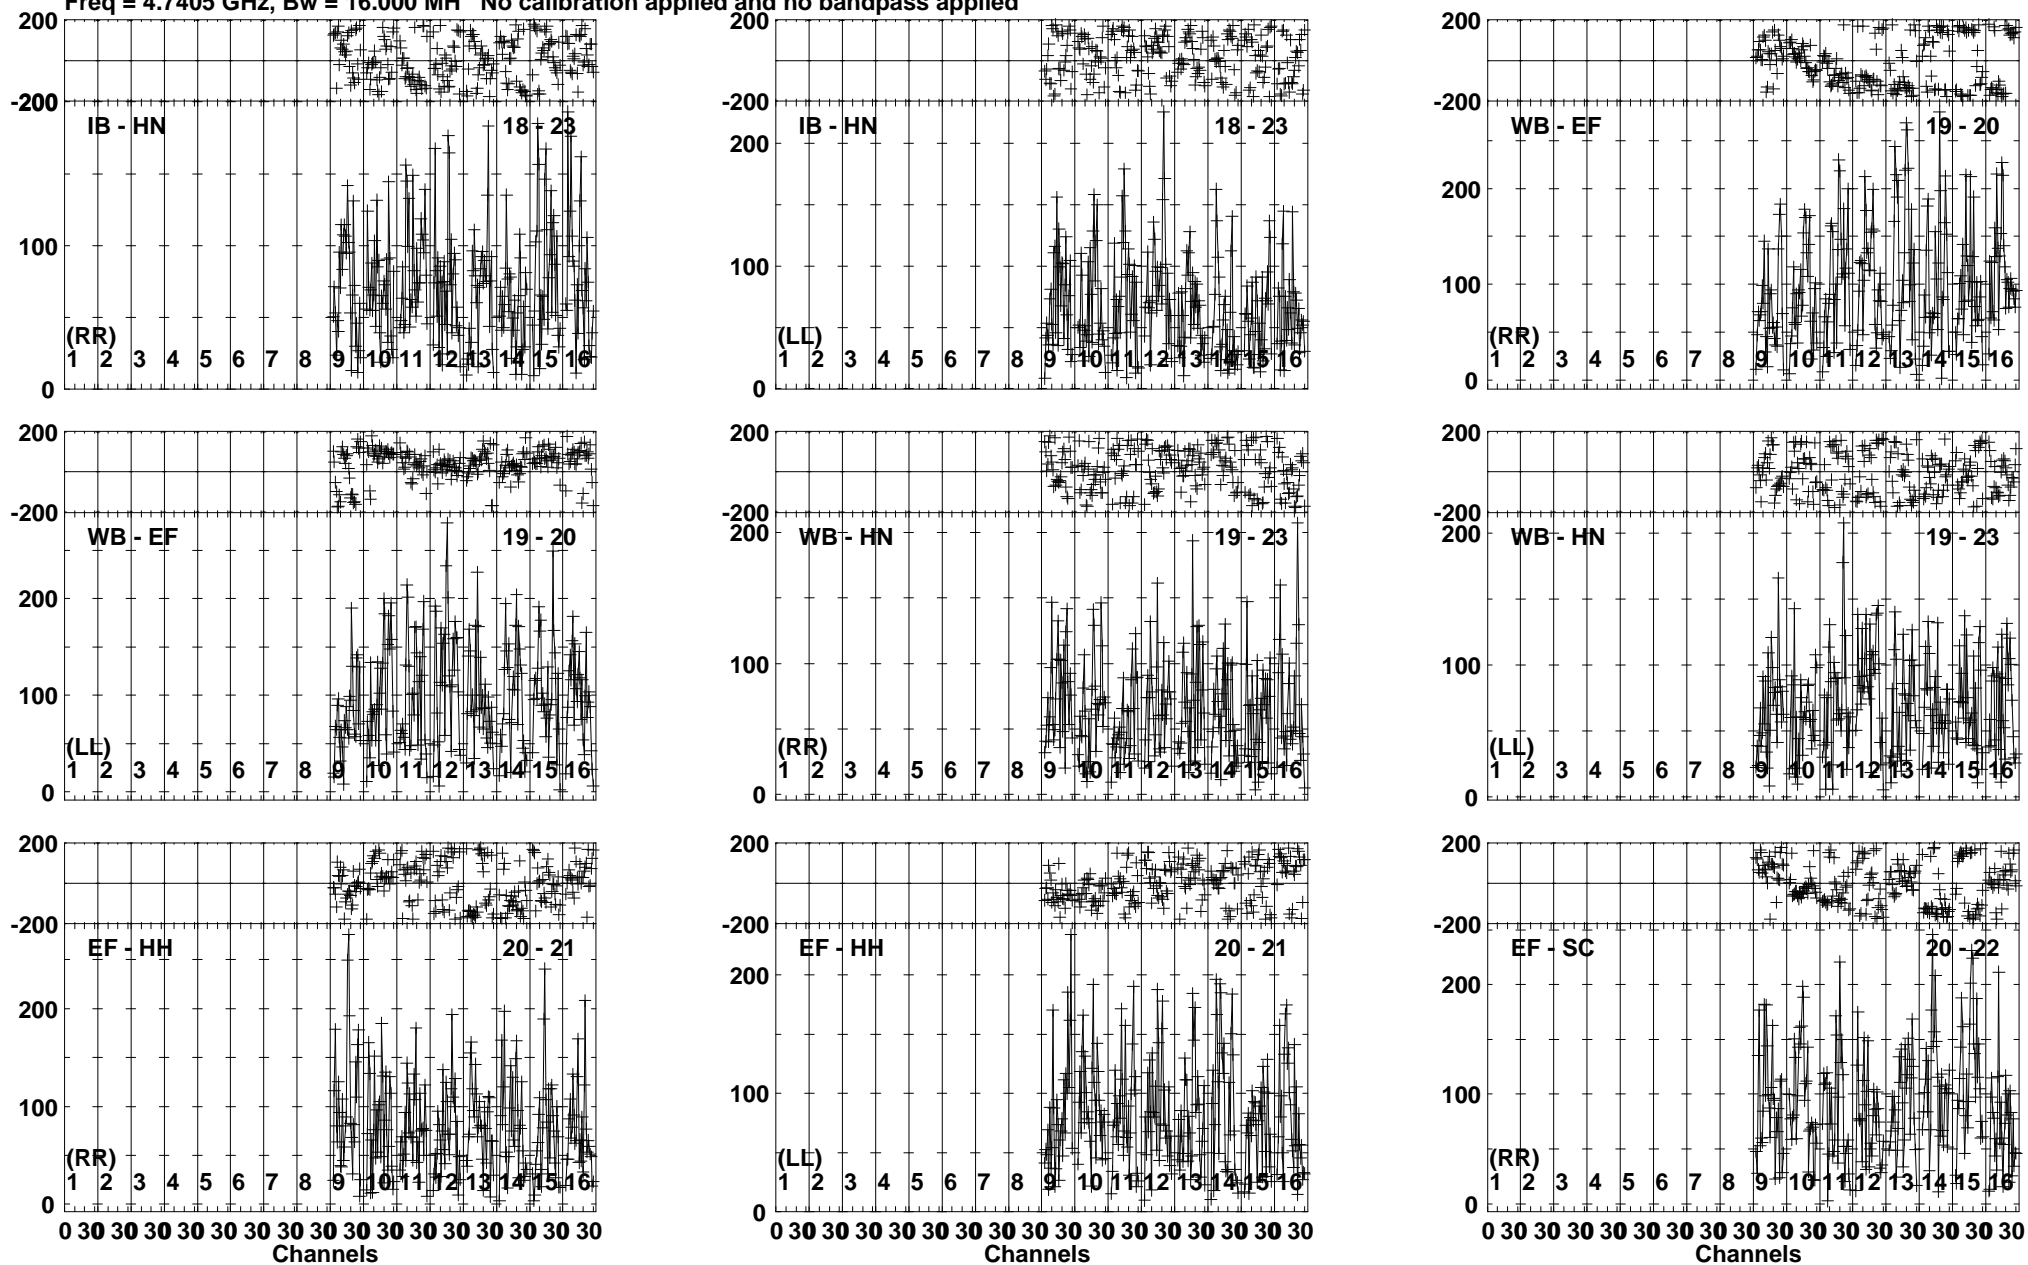 Freq = 4.7405 GHz, Bw = 16.000 MH No calibration applied and no bandpass applied
200 200 200
-200 -200 -200
IB - HN 18 - 23 IB - HN 18 - 23 WB - EF 19 - 20
200 200
100 100 100
(RR) (LL) (RR)
1 2 3 4 5 6 7 8 9 10 11 12 13 14 15 16 1 2 3 4 5 6 7 8 9 10 11 12 13 14 15 16 1 2 3 4 5 6 7 8 9 10 11 12 13 14 15 16
0 0 0
200 200 200
-200 -200 -200
WB - EF 19 - 20 WB - HN 19 - 23 WB - HN 19 - 23
200 200 200
100 100 100
(LL) (RR) (LL)
1 2 3 4 5 6 7 8 9 10 11 12 13 14 15 16 1 2 3 4 5 6 7 8 9 10 11 12 13 14 15 16 1 2 3 4 5 6 7 8 9 10 11 12 13 14 15 16
0 0 0
200 200 200
-200 -200 -200
EF - HH 20 - 21 EF - HH 20 - 21 EF - SC 20 - 22
200 200 200
100 100 100
(RR) (LL) (RR)
1 2 3 4 5 6 7 8 9 10 11 12 13 14 15 16 1 2 3 4 5 6 7 8 9 10 11 12 13 14 15 16 1 2 3 4 5 6 7 8 9 10 11 12 13 14 15 16
0 0 0
0 30 0 30 0 30 0 30 0 30 0 30 0 30 0 30 0 30 0 30 0 30 0 30 0 30 0 30 0 30 0 30 0 30 0 30 0 30 0 30 0 30 0 30 0 30 0 30 0 30 0 30 0 30 0 30 0 30 0 30 0 30 0 30 0 30 0 30 0 30 0 30 0 30 0 30 0 30 0 30 0 30 0 30 0 30 0 30 0 30 0 30 0 30 0 30
Channels Channels Channels